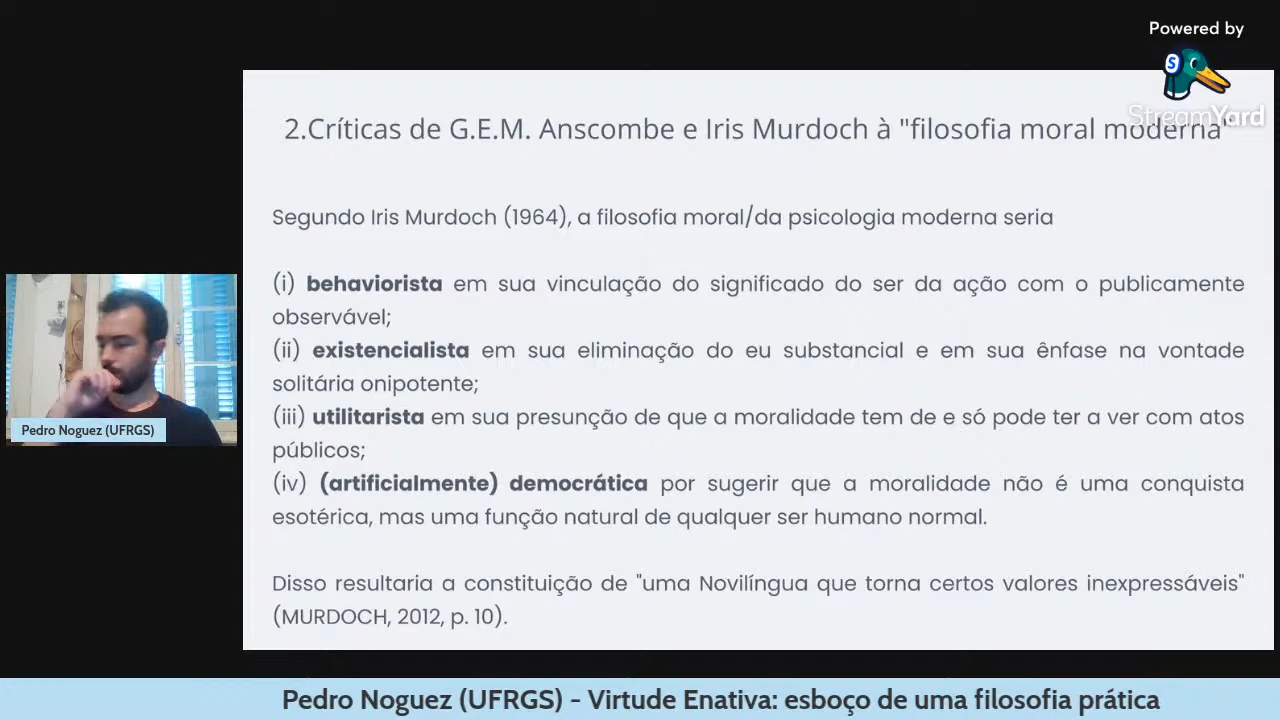 Powered by
S
StreamYard
2.Críticas de G.E.M. Anscombe e Iris Murdoch à "filosofia moral moderna"
Segundo Iris Murdoch (1964), a filosofia moral/da psicologia moderna seria
(i) behaviorista em sua vinculação do significado do ser da ação com o publicamente
observável;
(ii) existencialista em sua eliminação do eu substancial e em sua ênfase na vontade
solitária onipotente;
(iii) utilitarista em sua presunção de que a moralidade tem de e só pode ter a ver com atos
públicos;
(iv) (artificialmente) democrática por sugerir que a moralidade não é uma conquista
esotérica, mas uma função natural de qualquer ser humano normal.
Disso resultaria a constituição de "uma Novilíngua que torna certos valores inexpressáveis"
(MURDOCH, 2012, p. 10).
Pedro Noguez (UFRGS)
Pedro Noguez (UFRGS) - Virtude Enativa: esboço de uma filosofia prática